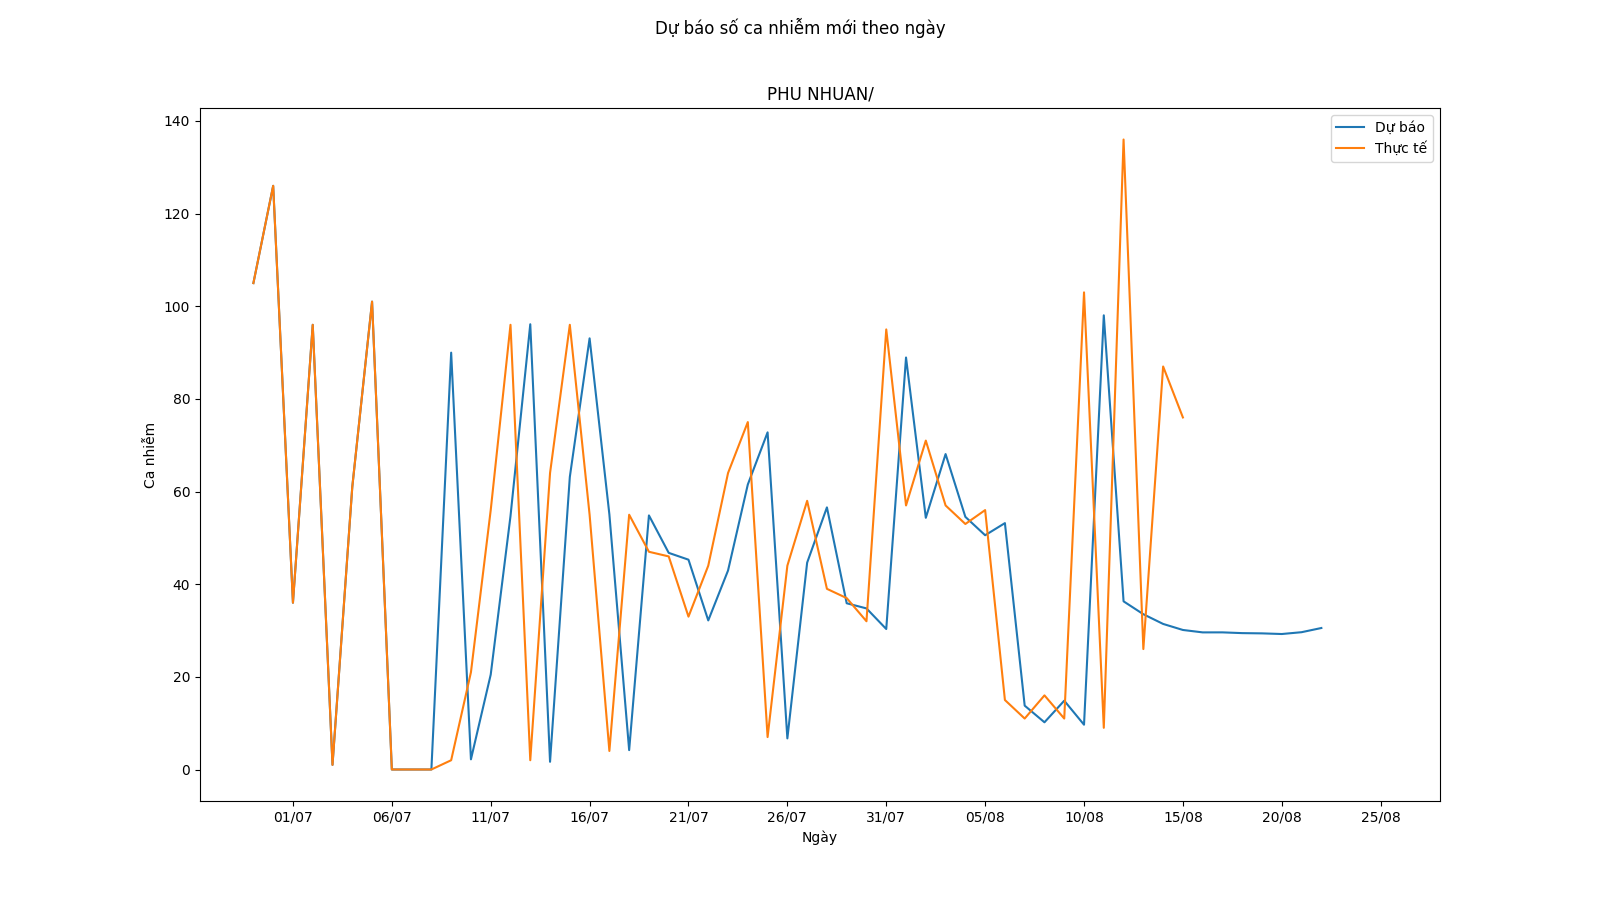 Dự báo số ca nhiễm mới theo ngày
PHU NHUAN/
Dự báo
Thực tế
140
120
100
80
60
40
20
0
Ca nhiễm
01/07 06/07 11/07 16/07 21/07 26/07 31/07 05/08 10/08 15/08 20/08 25/08
Ngày